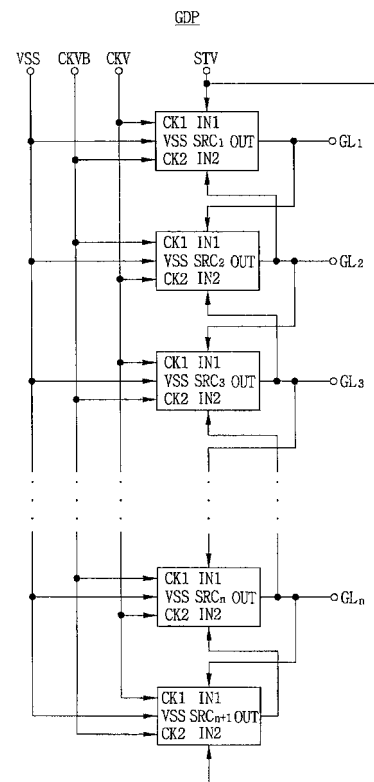 GDP
VSS CKVB CKV STV
CK1 IN1
VSS SRC₁ OUT GL₁
CK2 IN2
CK1 IN1
VSS SRC₂ OUT GL₂
CK2 IN2
CK1 IN1
VSS SRC₃ OUT GL₃
CK2 IN2
CK1 IN1
VSS SRCₙ OUT GLₙ
CK2 IN2
CK1 IN1
VSS SRCₙ₊₁ OUT
CK2 IN2